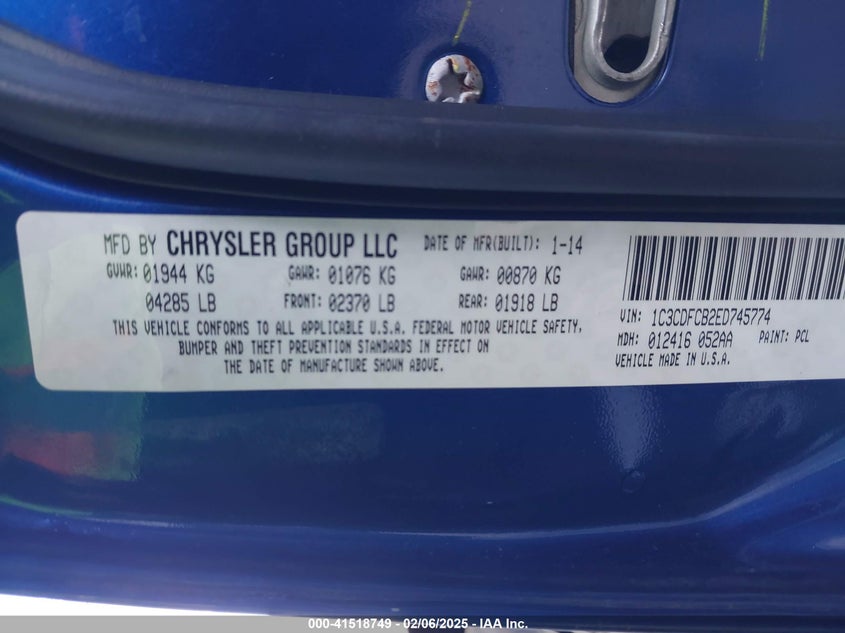 MFD BY CHRYSLER GROUP LLC DATE OF MFR(BUILT): 1-14
GVWR: 01944 KG GAWR: 01076 KG GAWR: 00870 KG
04285 LB FRONT: 02370 LB REAR: 01918 LB
THIS VEHICLE CONFORMS TO ALL APPLICABLE U.S.A. FEDERAL MOTOR VEHICLE SAFETY,
BUMPER AND THEFT PREVENTION STANDARDS IN EFFECT ON
THE DATE OF MANUFACTURE SHOWN ABOVE.
VIN: 1C3CDFCB2ED745774
MDH: 012416 052AA PAINT: PCL
VEHICLE MADE IN U.S.A.
000-41518749 - 02/06/2025 - IAA Inc.